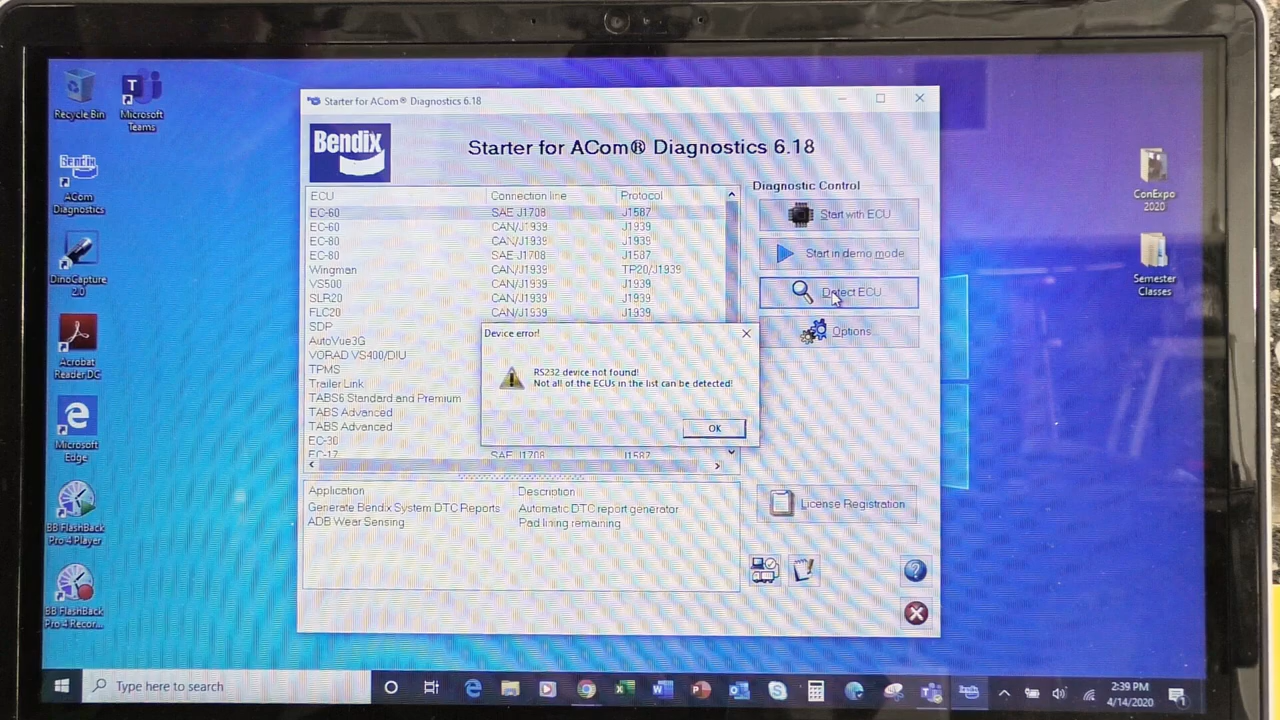 Recycle Bin
Microsoft
Teams
Bendix
ACom
Diagnostics
DinoCapture
2.0
Acrobat
Reader DC
Microsoft
Edge
BB FlashBack
Pro 4 Player
BB FlashBack
Pro 4 Recor...
Starter for ACom® Diagnostics 6.18
Bendix
Starter for ACom® Diagnostics 6.18
ECU Connection line Protocol
EC-60 SAE J1708 J1587
EC-60 CAN/J1939 J1939
EC-80 CAN/J1939 J1939
EC-80 SAE J1708 J1587
Wingman CAN/J1939 TP20/J1939
VS500 CAN/J1939 J1939
SLR20 CAN/J1939 J1939
FLC20 CAN/J1939 J1939
SDP
AutoVue3G
VORAD VS400/DIU
TPMS
Trailer Link
TABS6 Standard and Premium
TABS Advanced
TABS Advanced
EC-30
EC-17 SAE J1708 J1587
Diagnostic Control
Start with ECU
Start in demo mode
Detect ECU
Options
Device error!
RS232 device not found!
Not all of the ECUs in the list can be detected!
OK
Application Description
Generate Bendix System DTC Reports Automatic DTC report generator
ADB Wear Sensing Pad lining remaining
License Registration
ConExpo
2020
Semester
Classes
Type here to search
2:39 PM
4/14/2020